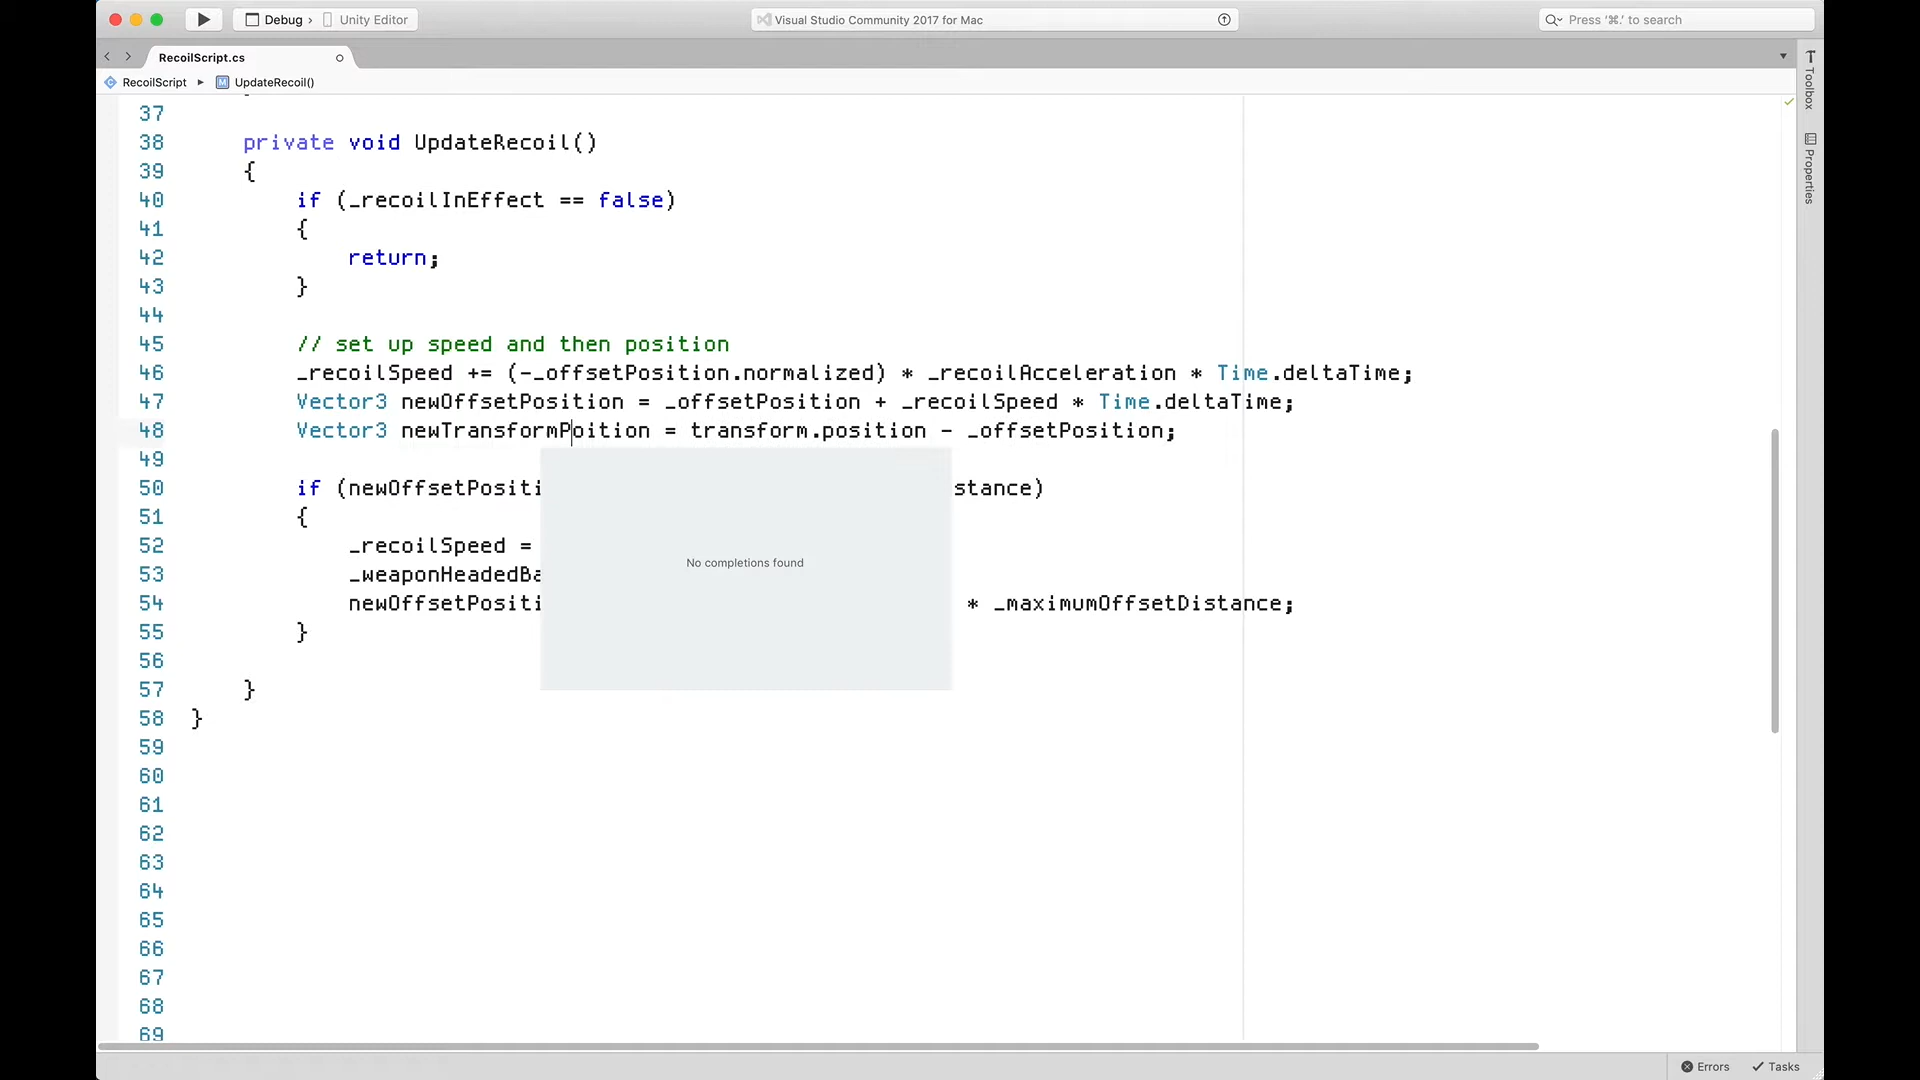 Debug › Unity Editor
Visual Studio Community 2017 for Mac
Press '⌘.' to search
RecoilScript.cs
RecoilScript ▸ M UpdateRecoil()
Toolbox
Properties
37
38 private void UpdateRecoil()
39 {
40 if (_recoilInEffect == false)
41 {
42 return;
43 }
44
45 // set up speed and then position
46 _recoilSpeed += (-_offsetPosition.normalized) * _recoilAcceleration * Time.deltaTime;
47 Vector3 newOffsetPosition = _offsetPosition + _recoilSpeed * Time.deltaTime;
48 Vector3 newTransformPoition = transform.position - _offsetPosition;
49
50 if (newOffsetPositi stance)
51 {
52 _recoilSpeed =
53 _weaponHeadedBa
No completions found
54 newOffsetPositi * _maximumOffsetDistance;
55 }
56
57 }
58 }
59
60
61
62
63
64
65
66
67
68
69
Errors Tasks